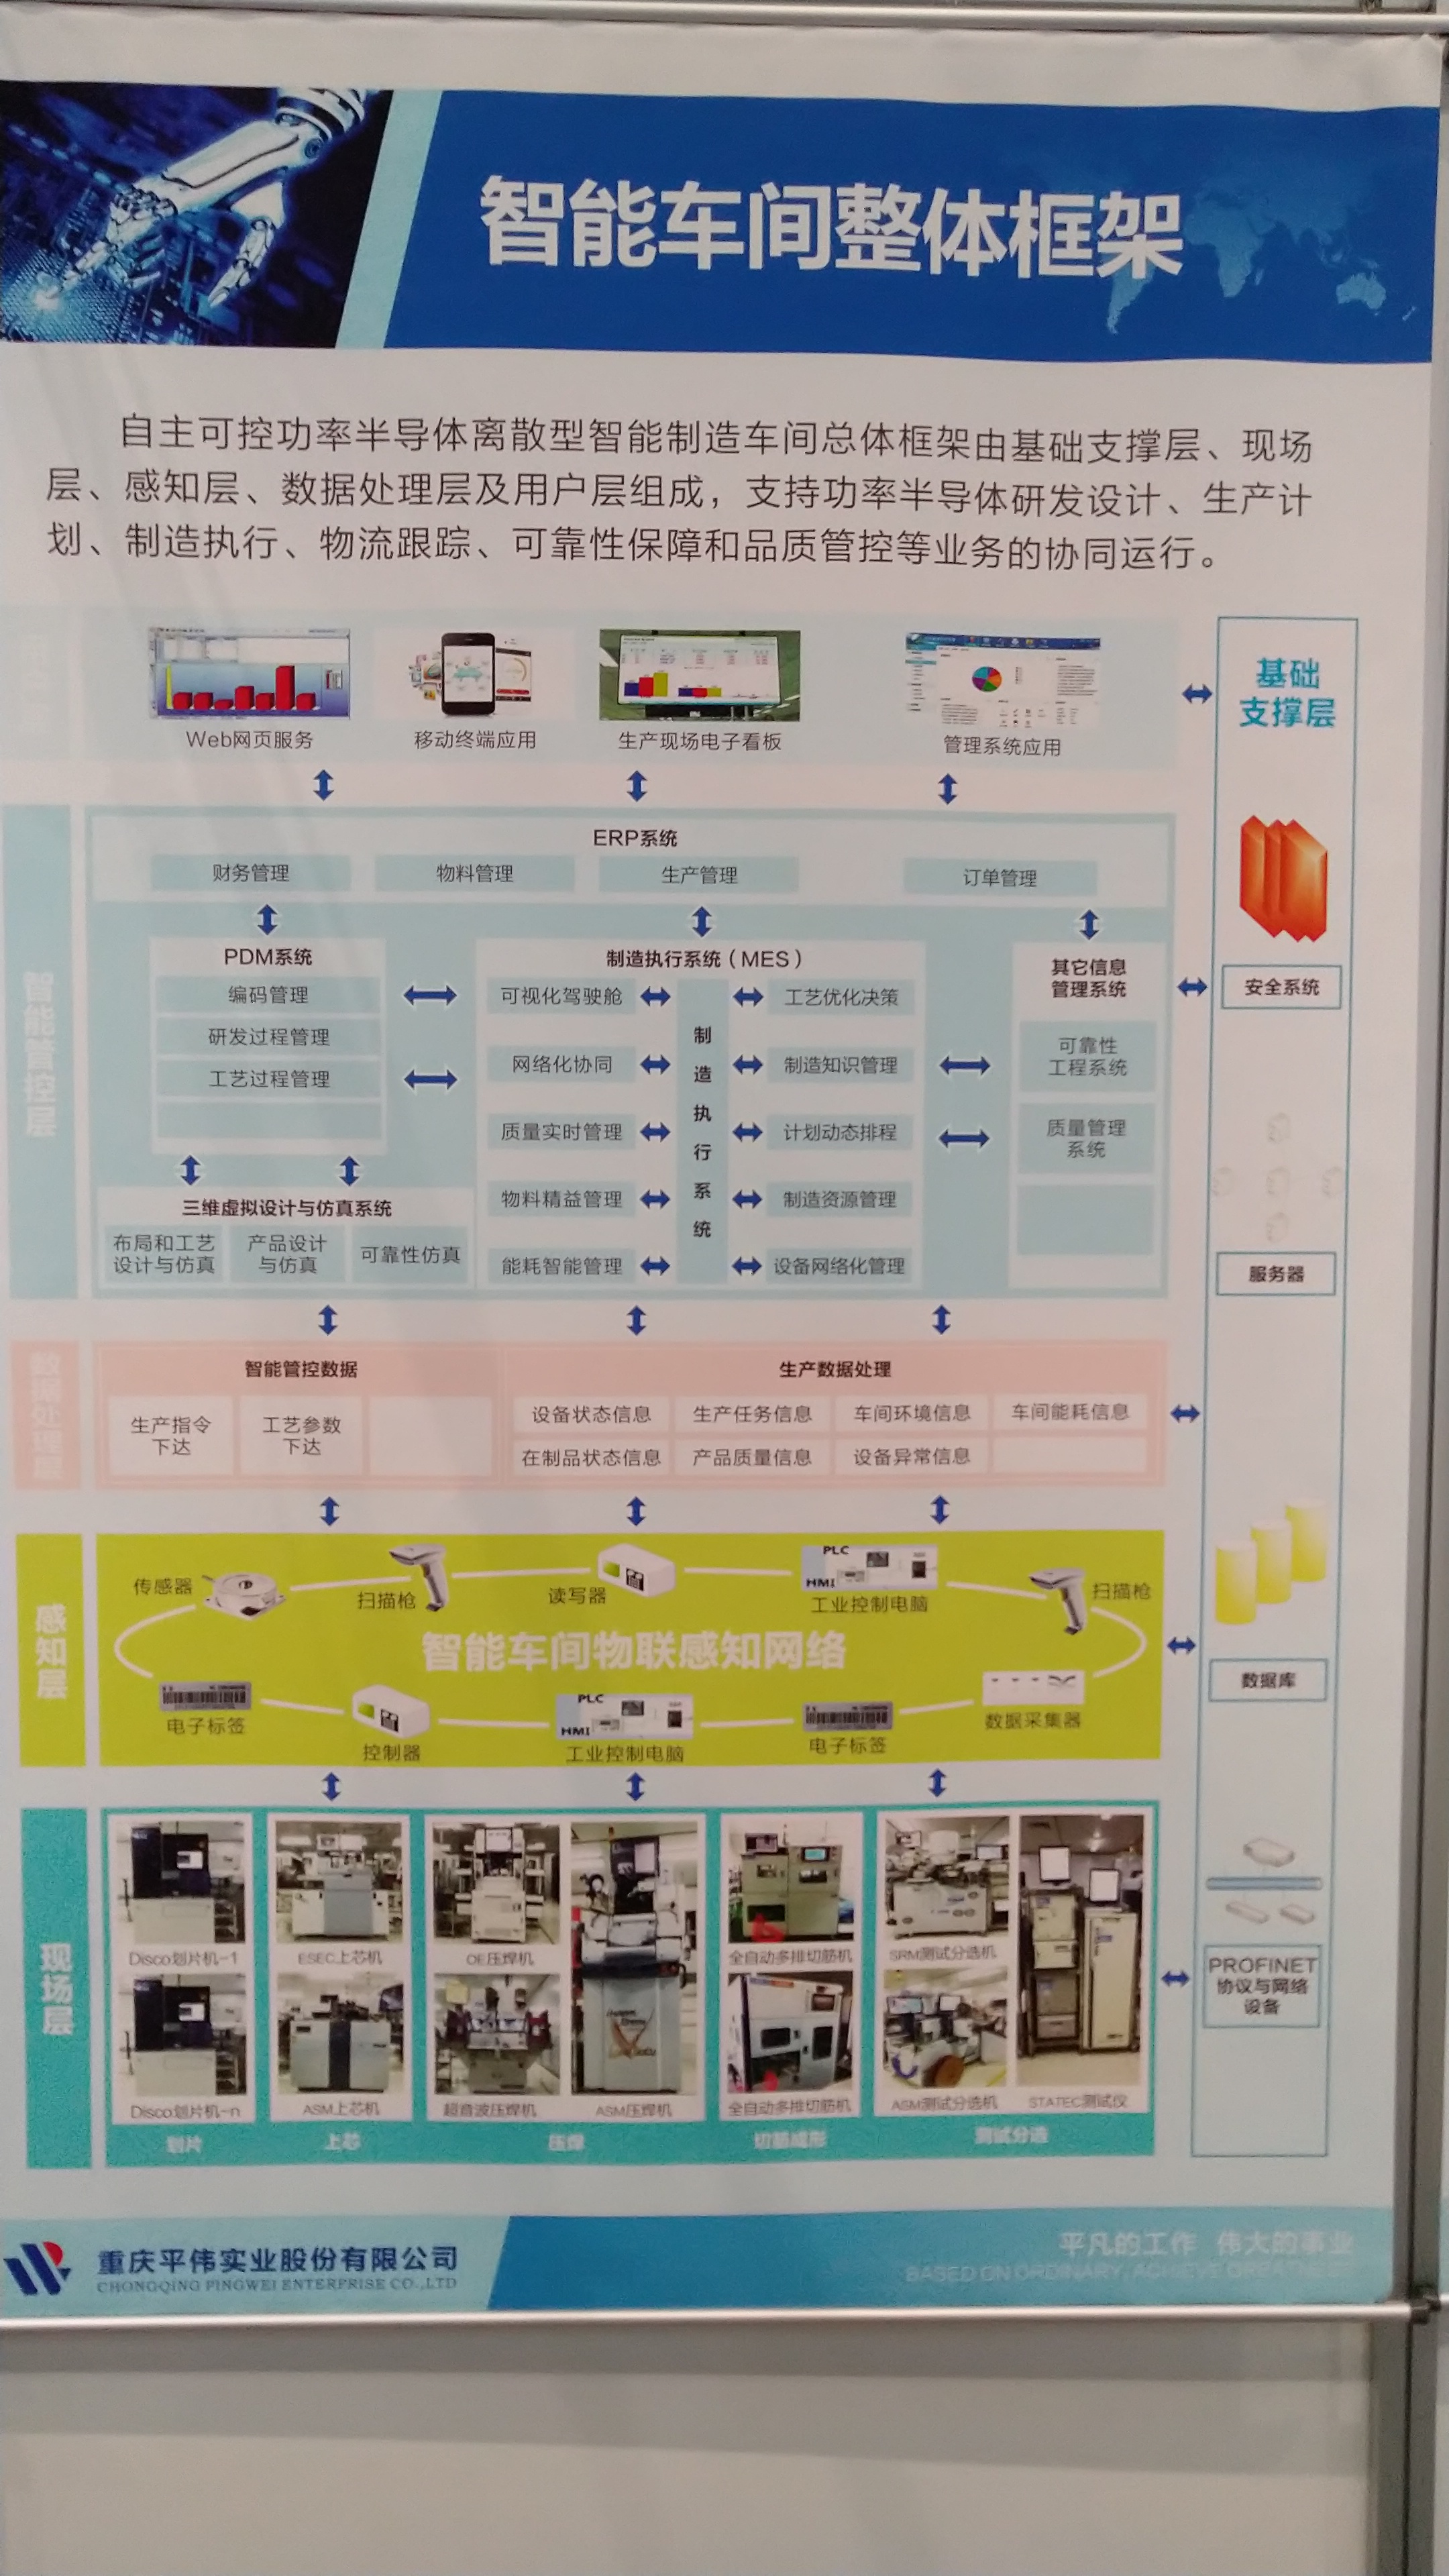 智能车间整体框架
自主可控功率半导体离散型智能制造车间总体框架由基础支撑层、现场
层、感知层、数据处理层及用户层组成，支持功率半导体研发设计、生产计
划、制造执行、物流跟踪、可靠性保障和品质管控等业务的协同运行。
Web网页服务
移动终端应用
生产现场电子看板
管理系统应用
基础
支撑层
智能管控层
ERP系统
财务管理
物料管理
生产管理
订单管理
PDM系统
编码管理
研发过程管理
工艺过程管理
制造执行系统（MES）
可视化驾驶舱
网络化协同
质量实时管理
物料精益管理
能耗智能管理
制造执行系统
工艺优化决策
制造知识管理
计划动态排程
制造资源管理
设备网络化管理
其它信息
管理系统
可靠性
工程系统
质量管理
系统
三维虚拟设计与仿真系统
布局和工艺
设计与仿真
产品设计
与仿真
可靠性仿真
安全系统
服务器
数据处理层
智能管控数据
生产指令
下达
工艺参数
下达
生产数据处理
设备状态信息
生产任务信息
车间环境信息
车间能耗信息
在制品状态信息
产品质量信息
设备异常信息
感知层
传感器
扫描枪
读写器
PLC
HMI
工业控制电脑
扫描枪
智能车间物联感知网络
电子标签
控制器
PLC
HMI
工业控制电脑
电子标签
数据采集器
数据库
现场层
Disco划片机-1
ESEC上芯机
OE压焊机
全自动多排切筋机
SRM测试分选机
Disco划片机-n
ASM上芯机
超音波压焊机
ASM压焊机
全自动多排切筋机
ASM测试分选机
STATEC测试仪
划片
上芯
压焊
切筋成形
测试分选
PROFINET
协议与网络
设备
重庆平伟实业股份有限公司
CHONGQING PINGWEI ENTERPRISE CO.,LTD
平凡的工作 伟大的事业
BASED ON ORDINARY, ACHIEVE